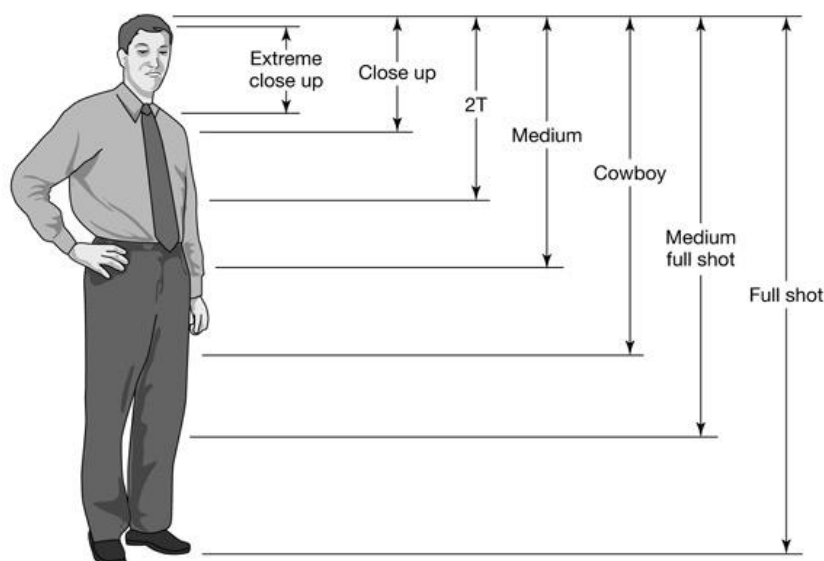 Extreme
close up
Close up
2T
Medium
Cowboy
Medium
full shot
Full shot